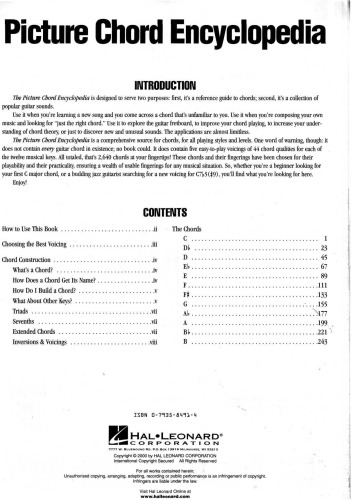 Picture Chord Encyclopedia
INTRODUCTION
The Picture Chord Encyclopedia is designed to serve two purposes: first, it's a reference guide to chords; second, it's a collection of
popular guitar sounds.
Use it when you're learning a new song and you come across a chord that's unfamiliar to you. Use it when you're composing your own
music and looking for "just the right chord." Use it to explore the guitar fretboard, to improve your chord playing, to increase your under-
standing of chord theory, or just to discover new and unusual sounds. The applications are almost limitless.
The Picture Chord Encyclopedia is a comprehensive source for chords, for all playing styles and levels. One word of warning, though: it
does not contain every guitar chord in existence; no book could. It does contain five easy-to-play voicings of 44 chord qualities for each of
the twelve musical keys. All totaled, that's 2,640 chords at your fingertips! These chords and their fingerings have been chosen for their
playability and their practicality, ensuring a wealth of usable fingerings for any musical situation. So, whether you're a beginner looking for
your first C major chord, or a budding jazz guitarist searching for a new voicing for C7♭5(♯9), you'll find what you're looking for here.
Enjoy!
CONTENTS
How to Use This Book ii
Choosing the Best Voicing iii
Chord Construction iv
What's a Chord? iv
How Does a Chord Get Its Name? iv
How Do I Build a Chord? v
What About Other Keys? v
Triads vii
Sevenths vii
Extended Chords vii
Inversions & Voicings viii
The Chords
C 1
D♭ 23
D 45
E♭ 67
E 89
F 111
F♯ 133
G 155
A♭ 177
A 199
B♭ 221
B 243
ISBN 0-7935-8491-4
HAL•LEONARD®
CORPORATION
7777 W. BLUEMOUND RD. P.O. BOX 13819 MILWAUKEE, WI 53213
Copyright © 2000 by HAL LEONARD CORPORATION
International Copyright Secured All Rights Reserved
For all works contained herein:
Unauthorized copying, arranging, adapting, recording or public performance is an infringement of copyright.
Infringers are liable under the law.
Visit Hal Leonard Online at
www.halleonard.com